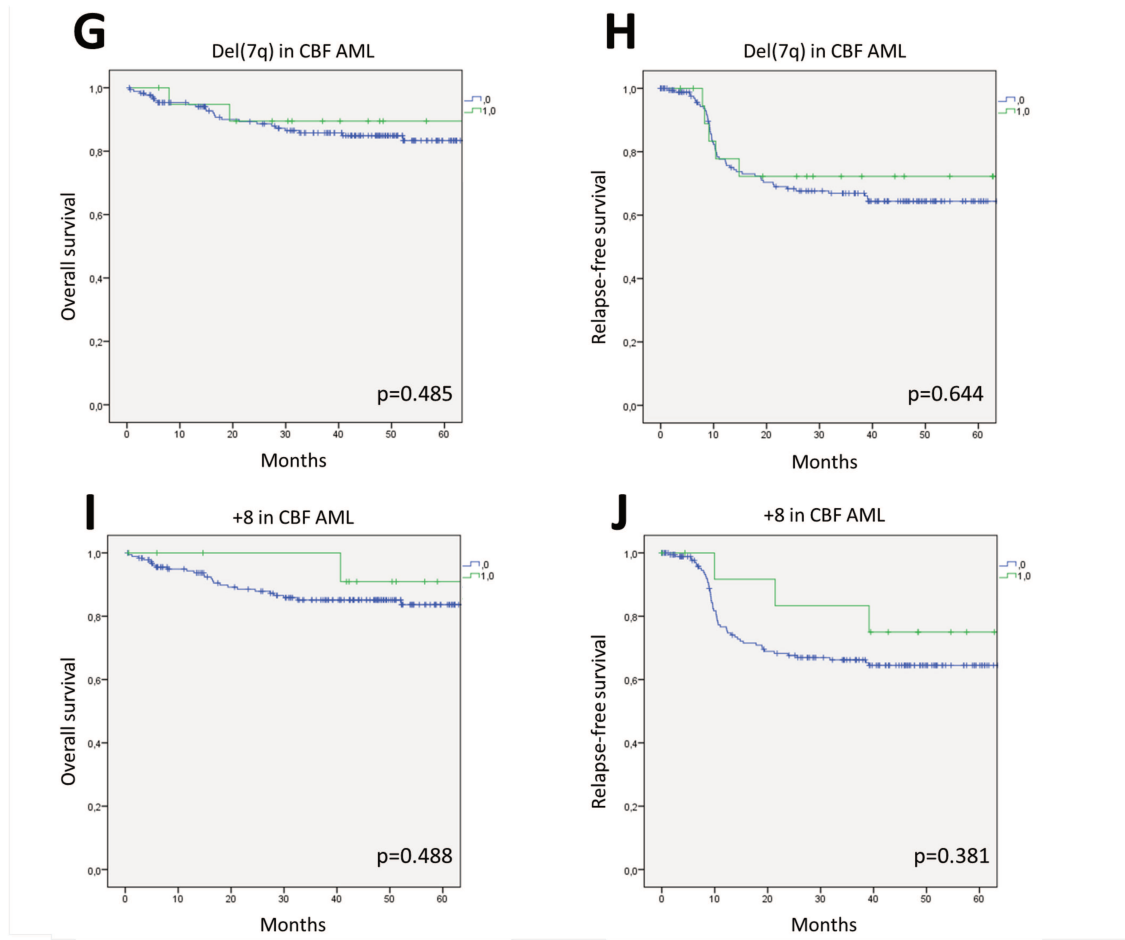 G
Del(7q) in CBF AML
1,0
0,8
0,6
0,4
0,2
0,0
Overall survival
,0
1,0
p=0.485
0 10 20 30 40 50 60
Months
H
Del(7q) in CBF AML
1,0
0,8
0,6
0,4
0,2
0,0
Relapse-free survival
,0
1,0
p=0.644
0 10 20 30 40 50 60
Months
I
+8 in CBF AML
1,0
0,8
0,6
0,4
0,2
0,0
Overall survival
,0
1,0
p=0.488
0 10 20 30 40 50 60
Months
J
+8 in CBF AML
1,0
0,8
0,6
0,4
0,2
0,0
Relapse-free survival
,0
1,0
p=0.381
0 10 20 30 40 50 60
Months